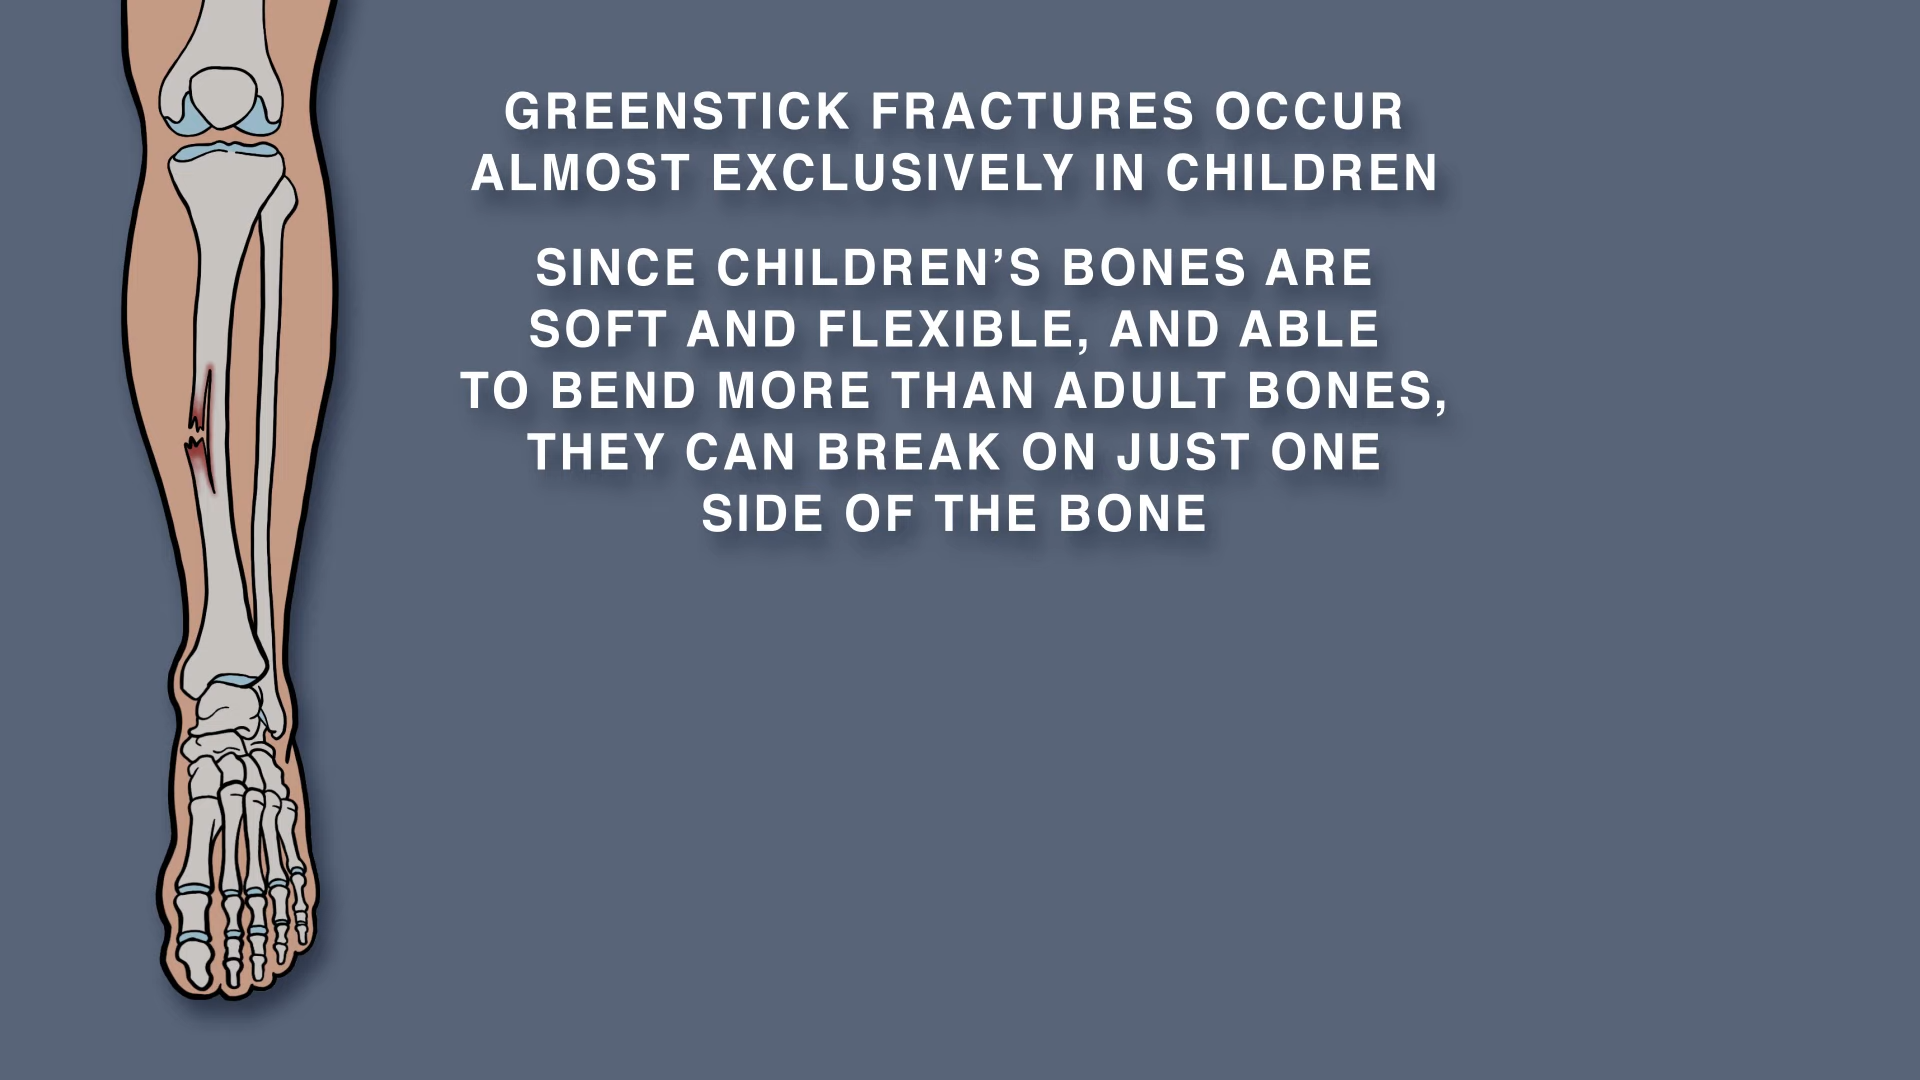 GREENSTICK FRACTURES OCCUR
ALMOST EXCLUSIVELY IN CHILDREN
SINCE CHILDREN’S BONES ARE
SOFT AND FLEXIBLE, AND ABLE
TO BEND MORE THAN ADULT BONES,
THEY CAN BREAK ON JUST ONE
SIDE OF THE BONE